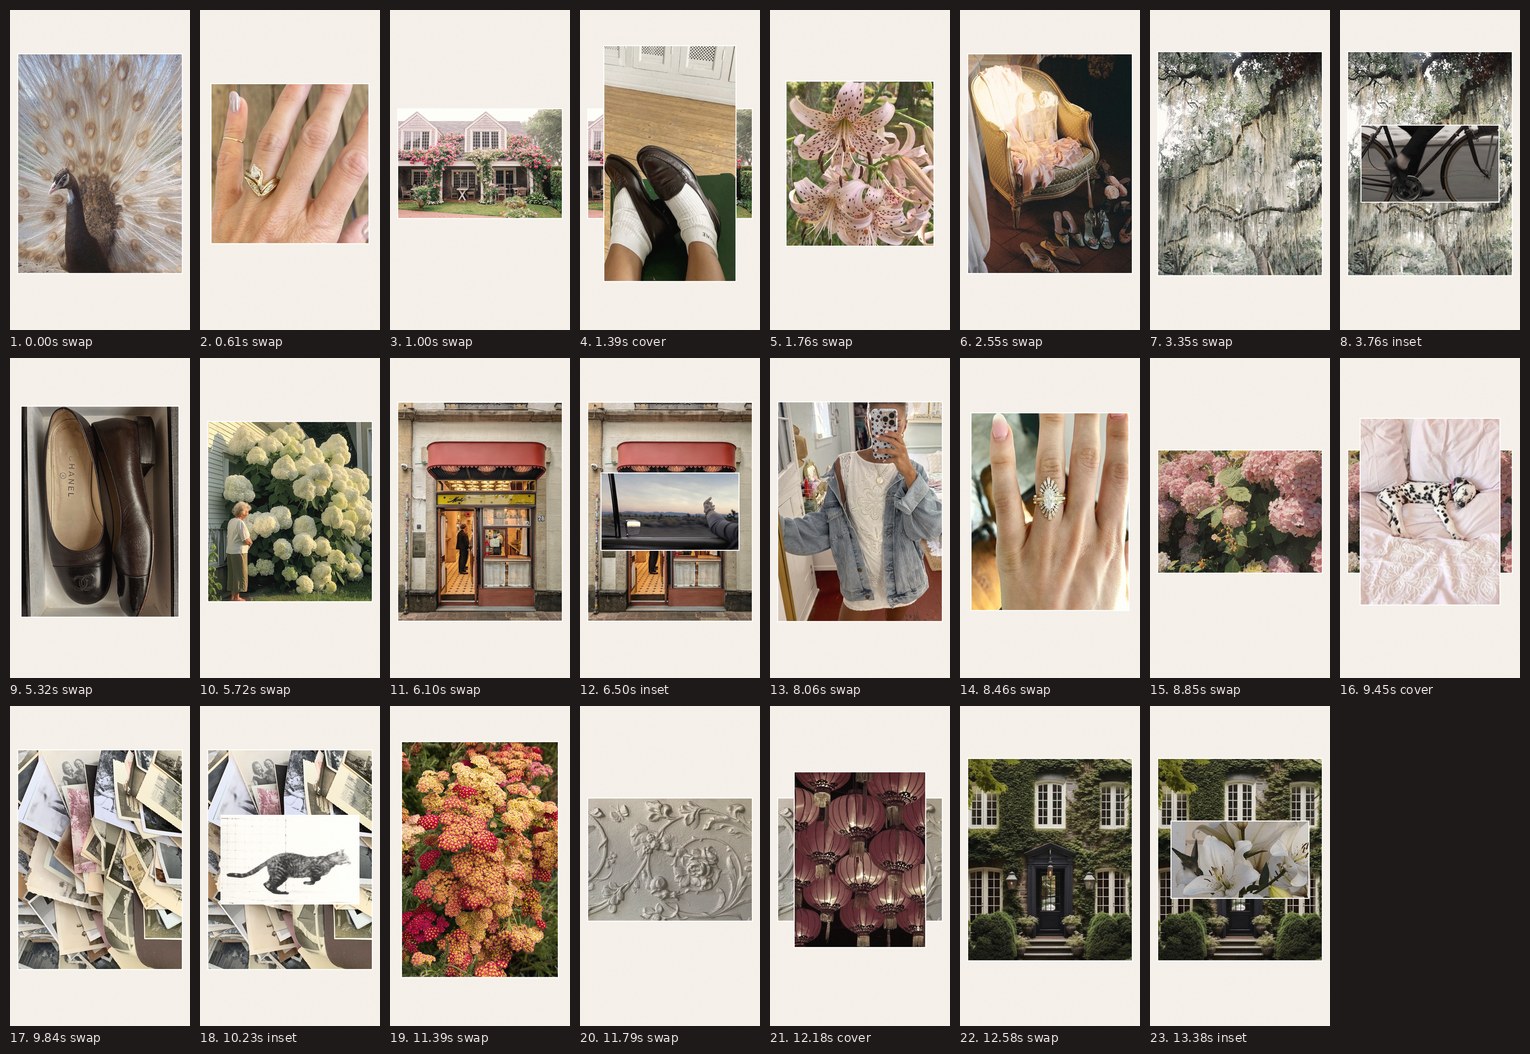 1. 0.00s swap
2. 0.61s swap
3. 1.00s swap
4. 1.39s cover
5. 1.76s swap
6. 2.55s swap
7. 3.35s swap
8. 3.76s inset
CHANEL
9. 5.32s swap
10. 5.72s swap
11. 6.10s swap
12. 6.50s inset
13. 8.06s swap
14. 8.46s swap
15. 8.85s swap
16. 9.45s cover
17. 9.84s swap
18. 10.23s inset
19. 11.39s swap
20. 11.79s swap
21. 12.18s cover
22. 12.58s swap
23. 13.38s inset